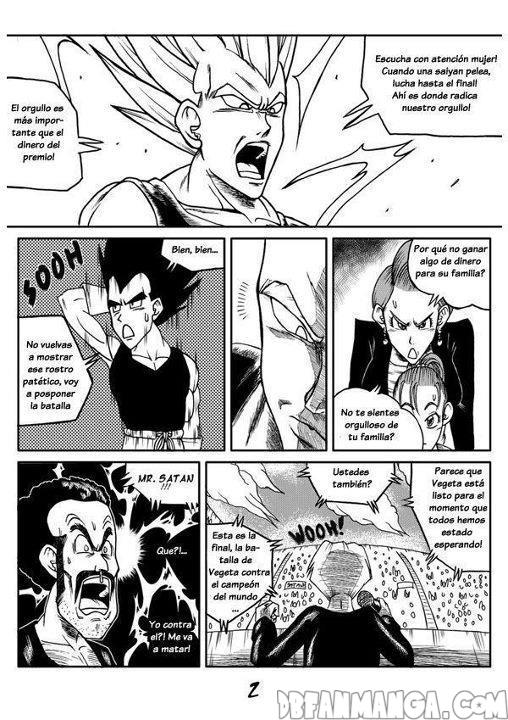 Escucha con atención mujer!
Cuando una saiyan pelea,
lucha hasta el final!
Ahí es donde radica
nuestro orgullo!
El orgullo es
más impor-
tante que el
dinero del
premio!
SOOH
Bien, bien...
No vuelvas
a mostrar
ese rostro
patético, voy
a posponer
la batalla
Por qué no ganar
algo de dinero
para su familla?
No te sientes
orgulloso de
tu familla?
MR. SATAN
!!!
Que?!...
Yo contra
el?! Me va
a matar!
Ustedes
también?
Esta es la
final, la ba-
talla de
Vegeta contra
el campeón
del mundo
...
WOOH!
Parece que
Vegeta está
listo para el
momento que
todos hemos
estado
esperando!
2
DBFANMANGA.COM